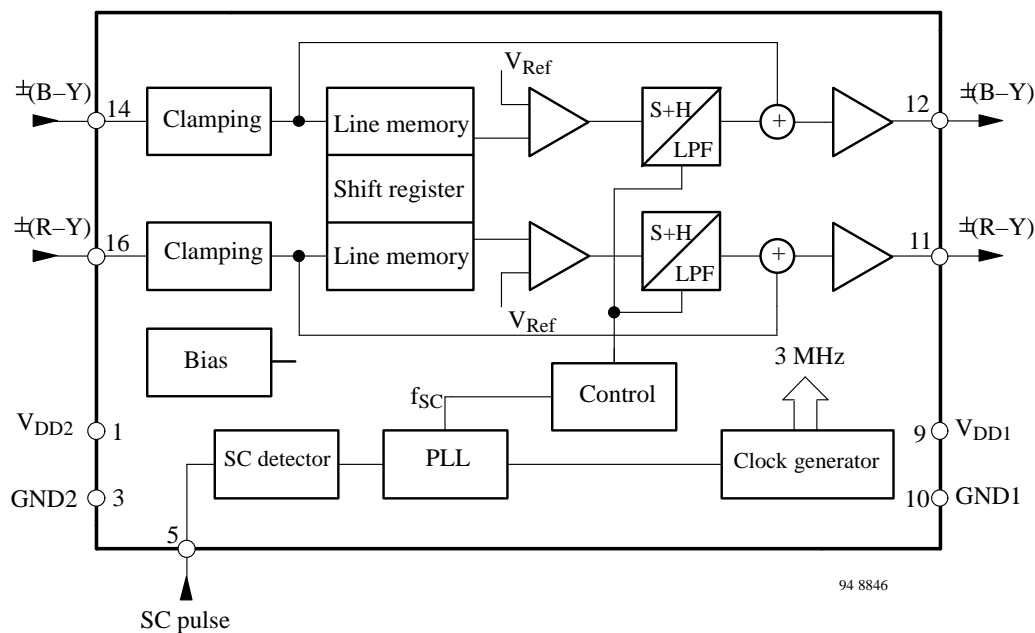 ±(B–Y)
14
Clamping
Line memory
V_Ref
S+H
LPF
+
12
±(B–Y)
Shift register
±(R–Y)
16
Clamping
Line memory
V_Ref
S+H
LPF
+
11
±(R–Y)
Bias
3 MHz
f_SC
Control
V_DD2
1
SC detector
PLL
Clock generator
9
V_DD1
GND2
3
10
GND1
5
SC pulse
94 8846